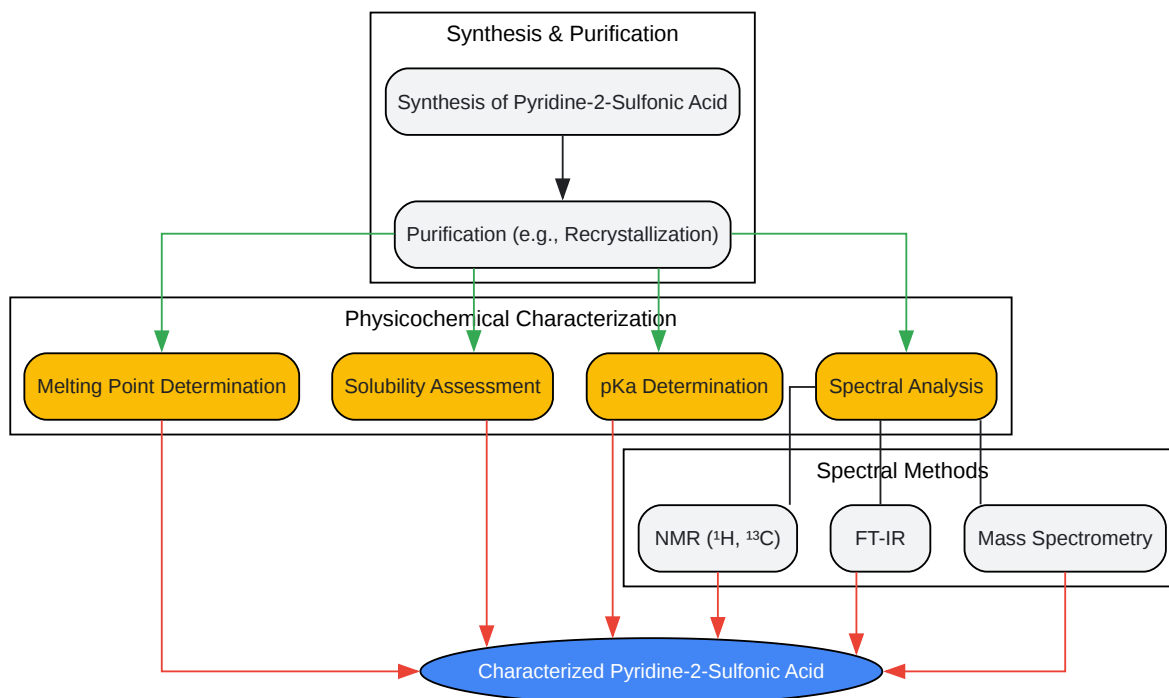 Synthesis & Purification
Synthesis of Pyridine-2-Sulfonic Acid
Purification (e.g., Recrystallization)
Physicochemical Characterization
Melting Point Determination
Solubility Assessment
pKa Determination
Spectral Analysis
Spectral Methods
NMR (¹H, ¹³C)
FT-IR
Mass Spectrometry
Characterized Pyridine-2-Sulfonic Acid